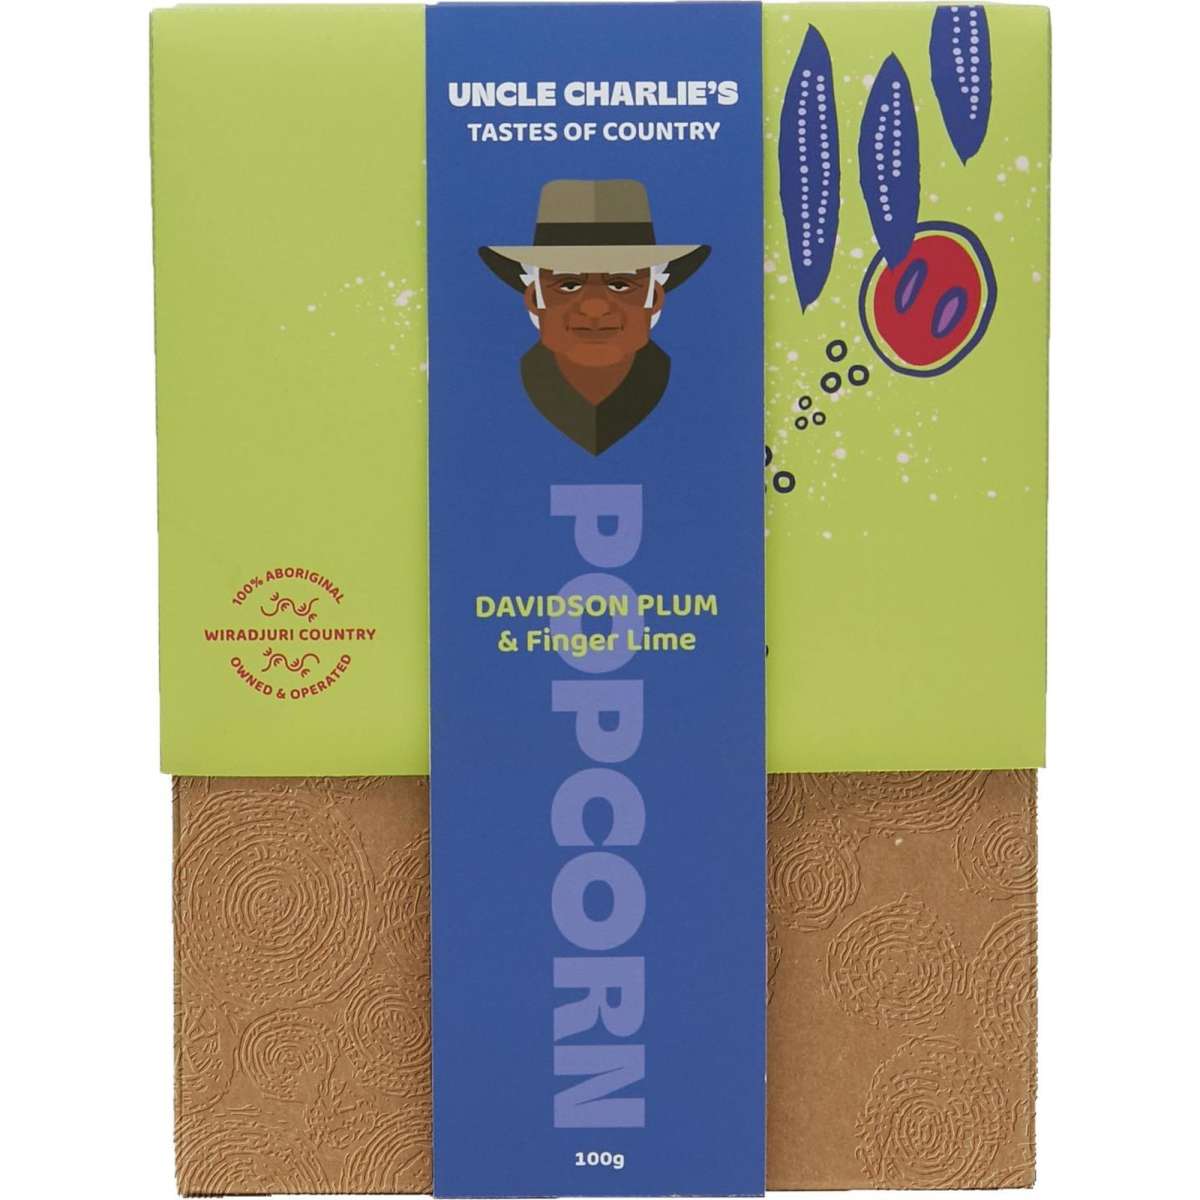 UNCLE CHARLIE'S
TASTES OF COUNTRY
POPCORN
DAVIDSON PLUM
& Finger Lime
100% ABORIGINAL
WIRADJURI COUNTRY
OWNED & OPERATED
100g